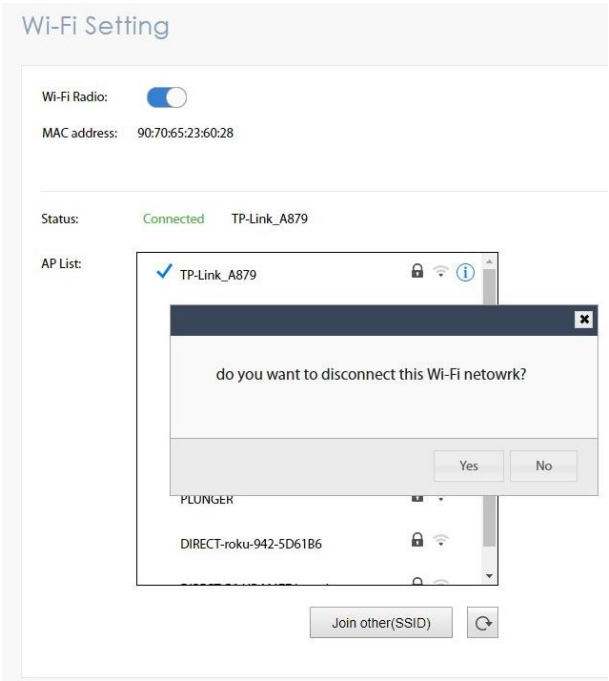 Wi-Fi Setting
Wi-Fi Radio:
MAC address: 90:70:65:23:60:28
Status: Connected TP-Link_A879
AP List:
TP-Link_A879
do you want to disconnect this Wi-Fi netowrk?
Yes No
PLUNGER
DIRECT-roku-942-5D61B6
Join other(SSID)